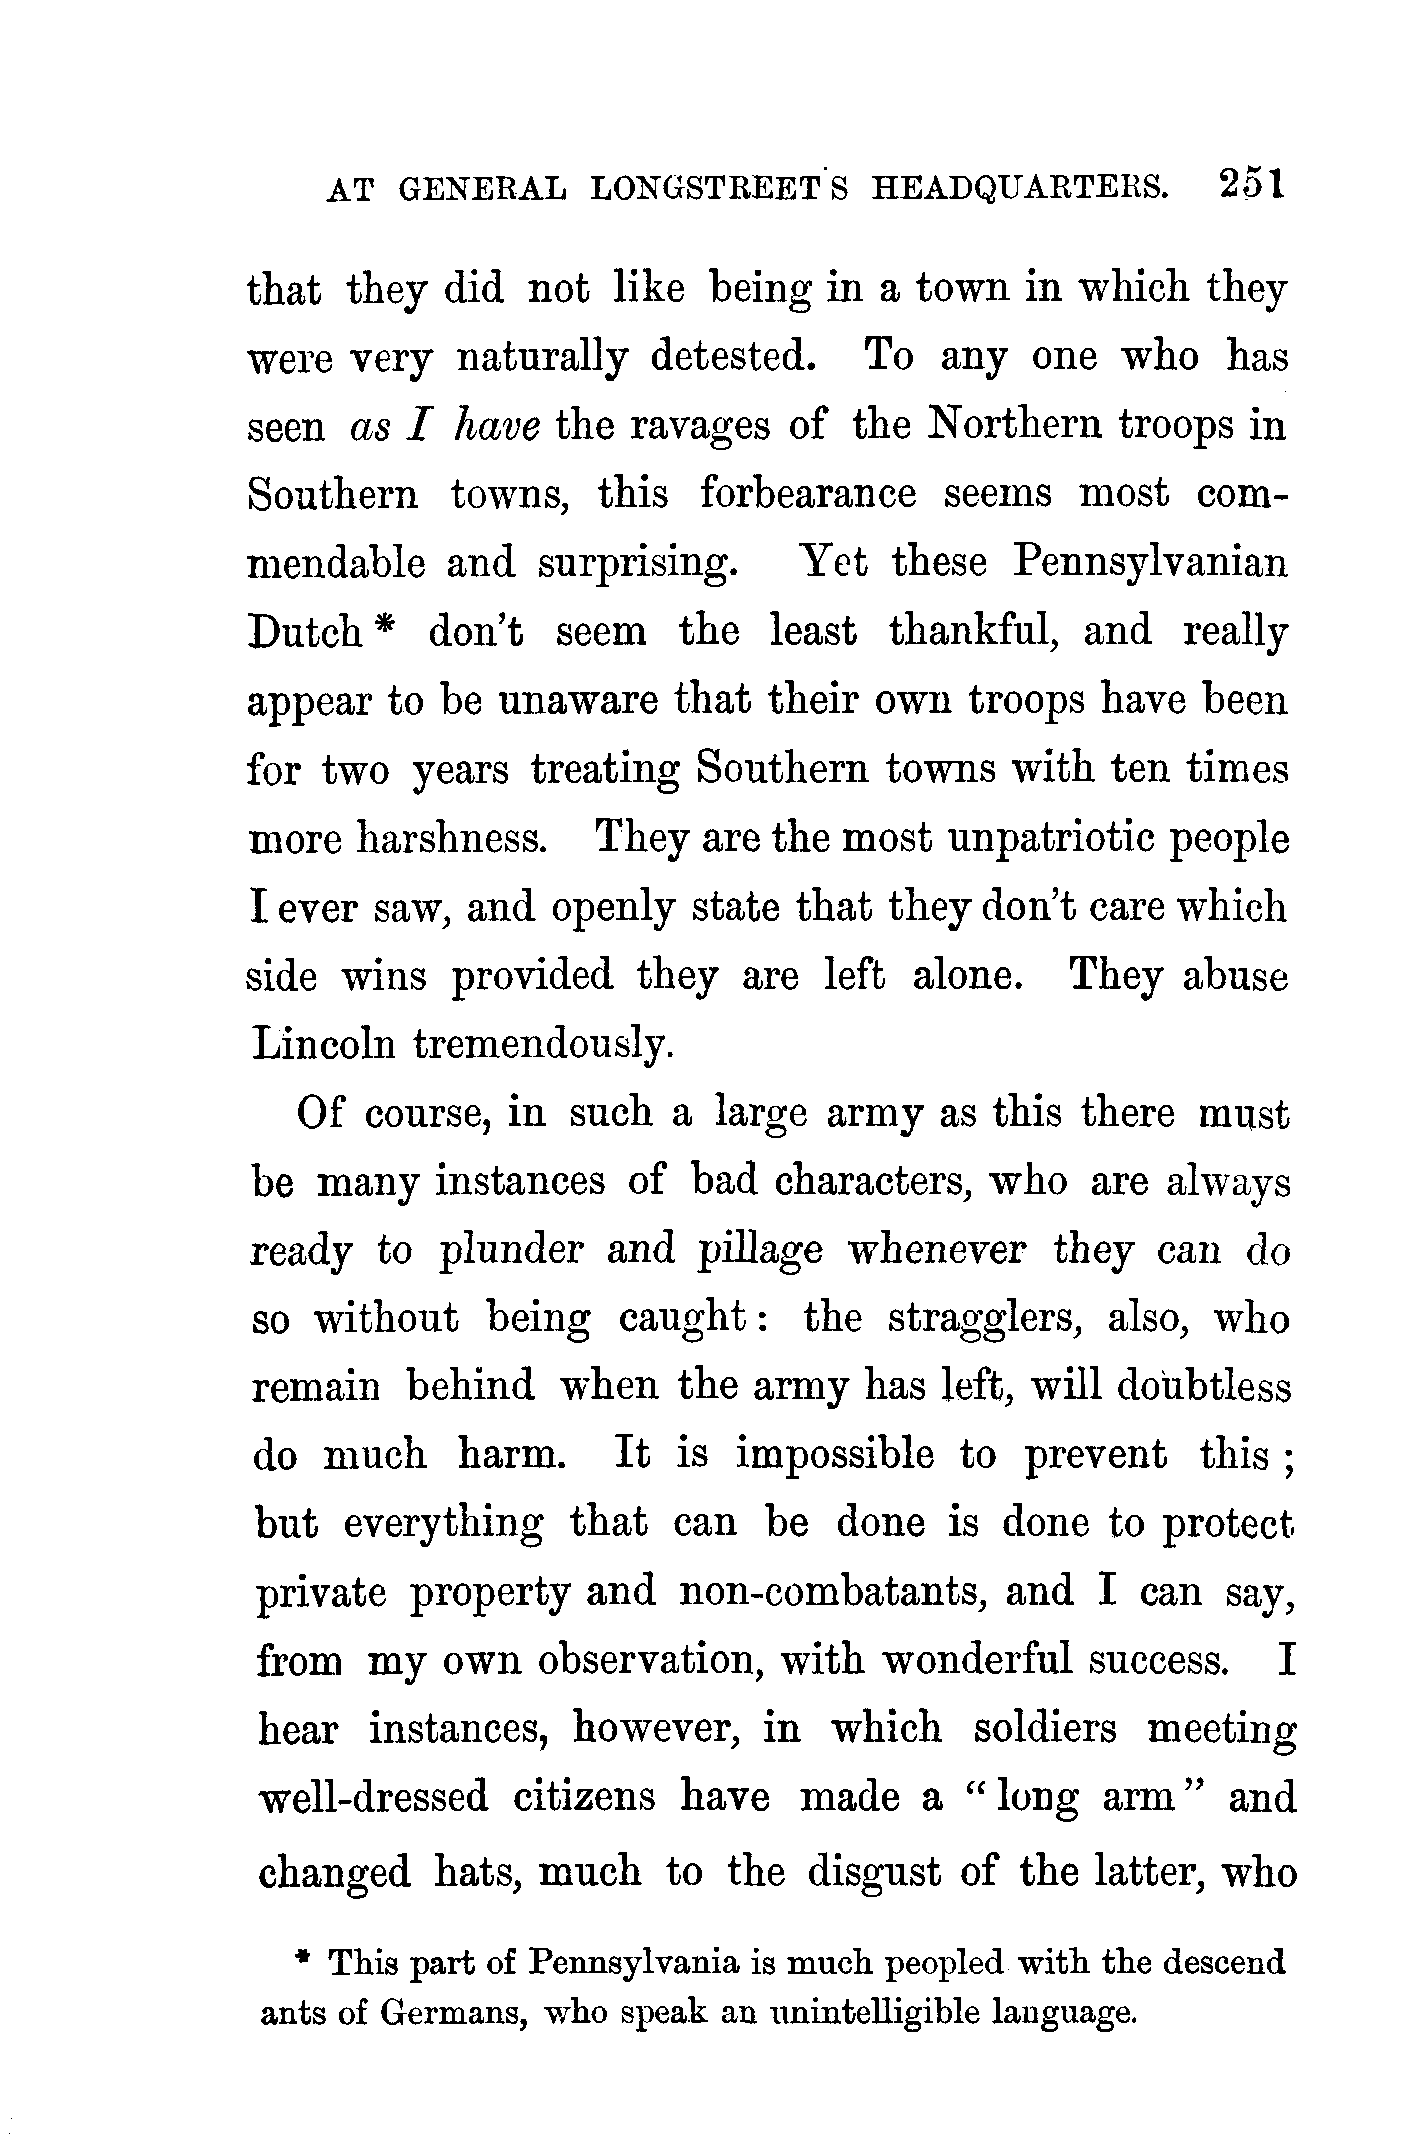 AT GENERAL LONGSTREET'S HEADQUARTERS. 251
that they did not like being in a town in which they
were very naturally detested. To any one who has
seen as I have the ravages of the Northern troops in
Southern towns, this forbearance seems most com-
mendable and surprising. Yet these Pennsylvanian
Dutch * don't seem the least thankful, and really
appear to be unaware that their own troops have been
for two years treating Southern towns with ten times
more harshness. They are the most unpatriotic people
I ever saw, and openly state that they don't care which
side wins provided they are left alone. They abuse
Lincoln tremendously.
Of course, in such a large army as this there must
be many instances of bad characters, who are always
ready to plunder and pillage whenever they can do
so without being caught: the stragglers, also, who
remain behind when the army has left, will doubtless
do much harm. It is impossible to prevent this ;
but everything that can be done is done to protect
private property and non-combatants, and I can say,
from my own observation, with wonderful success. I
hear instances, however, in which soldiers meeting
well-dressed citizens have made a “ long arm ” and
changed hats, much to the disgust of the latter, who
* This part of Pennsylvania is much peopled with the descend
ants of Germans, who speak an unintelligible language.